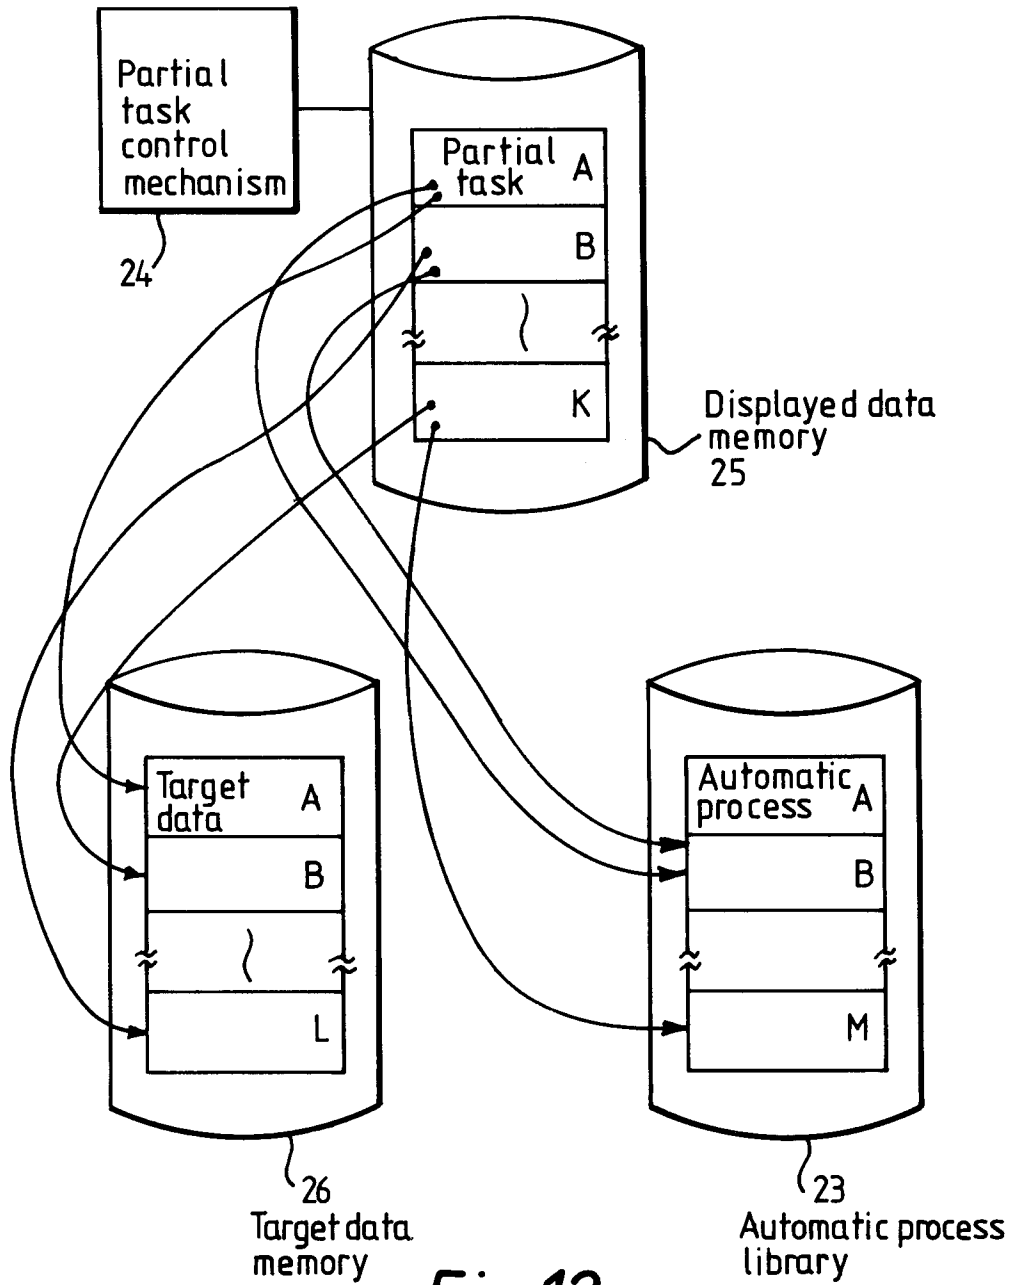 Partial
task
control
mechanism
24
Partial
task
A
B
K
Displayed data
memory
25
Target
data
A
B
L
Automatic
process
A
B
M
26
Target data
memory
23
Automatic process
library